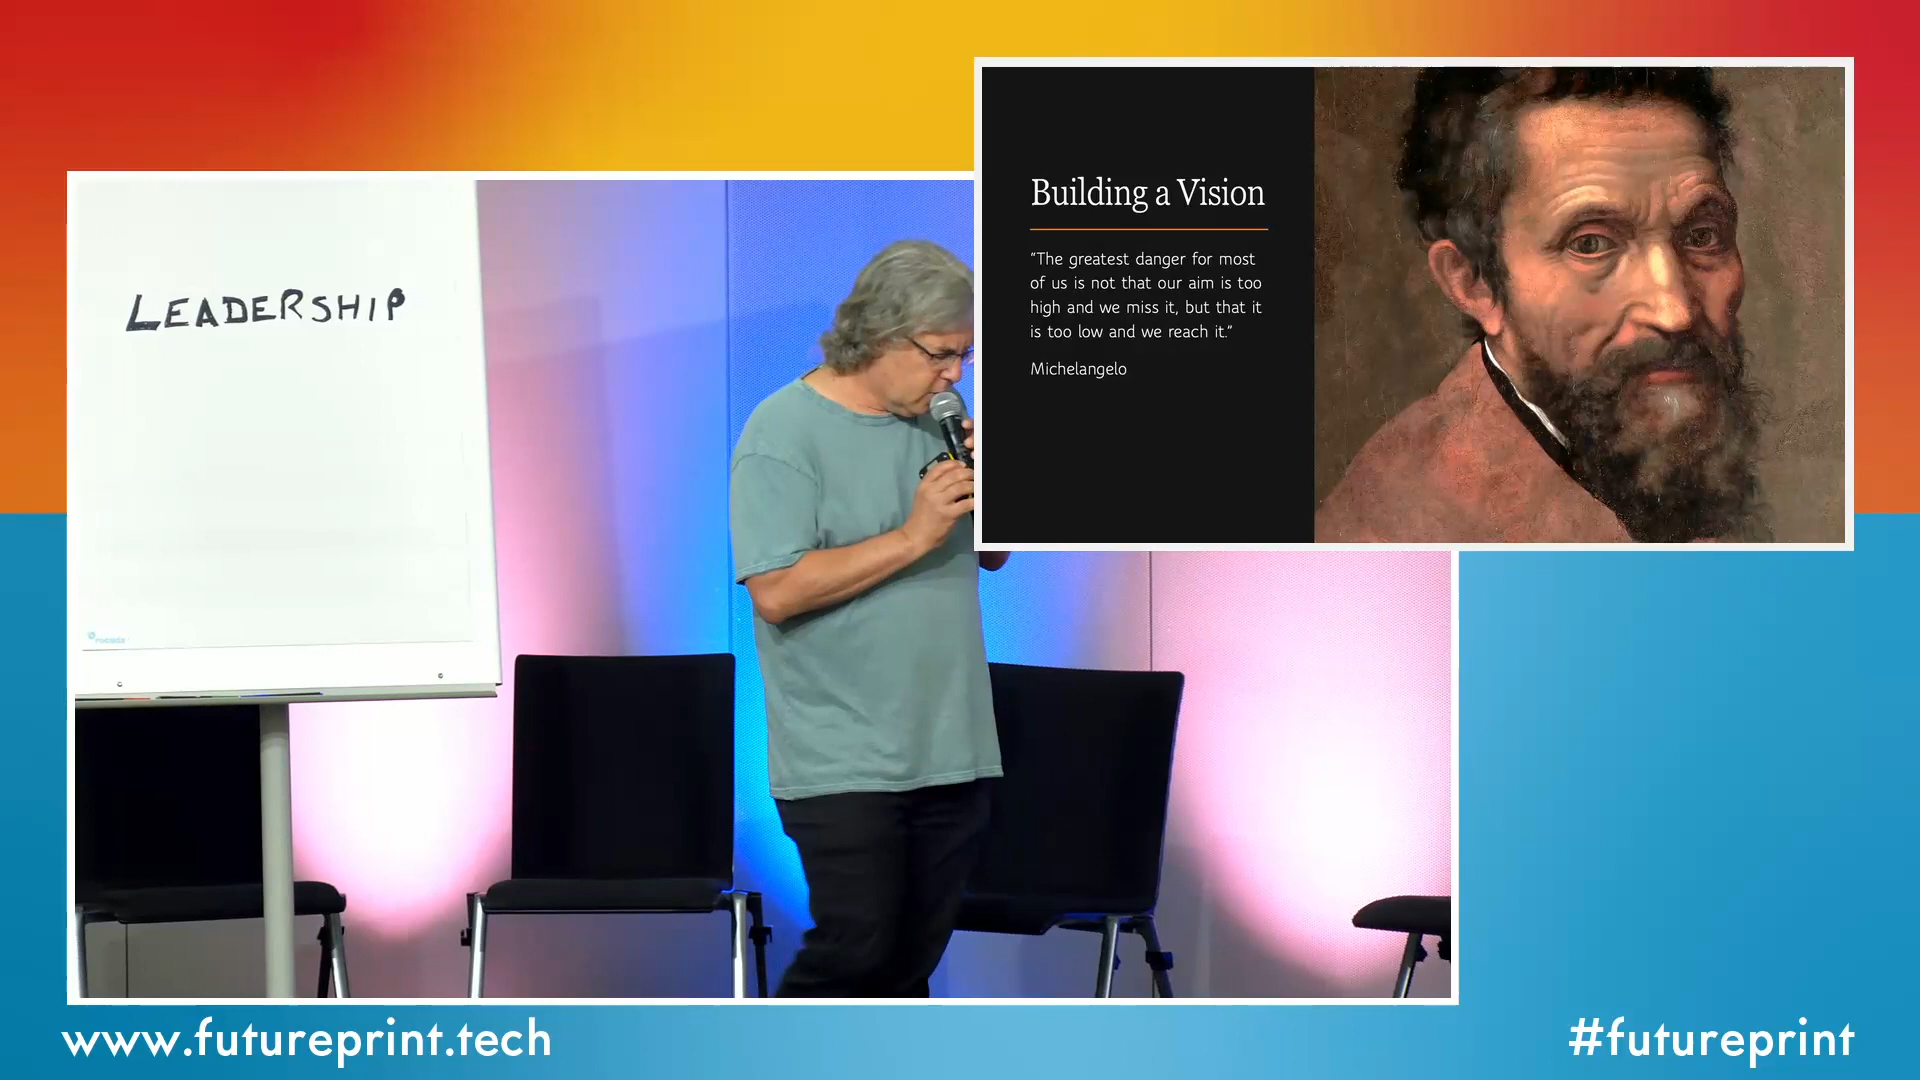 LEADERSHIP
Building a Vision
“The greatest danger for most
of us is not that our aim is too
high and we miss it, but that it
is too low and we reach it.”
Michelangelo
rocada
www.futureprint.tech
#futureprint